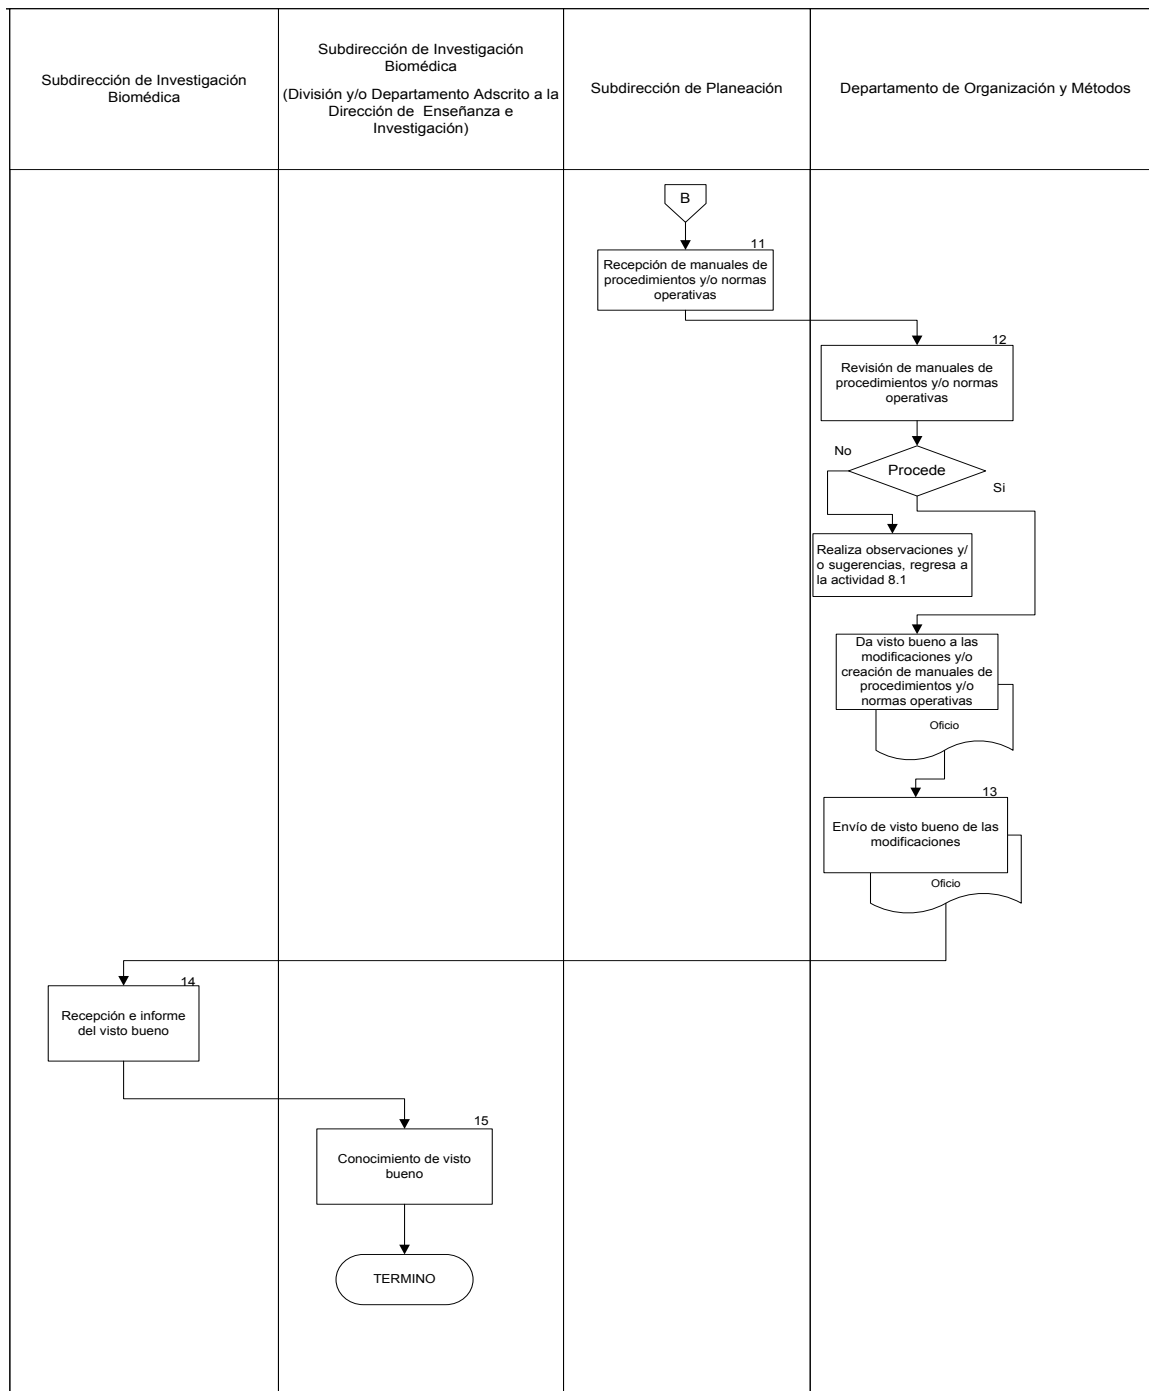 Subdirección de Investigación
Biomédica
Subdirección de Investigación
Biomédica
(División y/o Departamento Adscrito a la
Dirección de Enseñanza e
Investigación)
Subdirección de Planeación
Departamento de Organización y Métodos
B
11
Recepción de manuales de
procedimientos y/o normas
operativas
12
Revisión de manuales de
procedimientos y/o normas
operativas
No
Procede
Si
Realiza observaciones y/
o sugerencias, regresa a
la actividad 8.1
Da visto bueno a las
modificaciones y/o
creación de manuales de
procedimientos y/o
normas operativas
Oficio
13
Envío de visto bueno de las
modificaciones
Oficio
14
Recepción e informe
del visto bueno
15
Conocimiento de visto
bueno
TERMINO